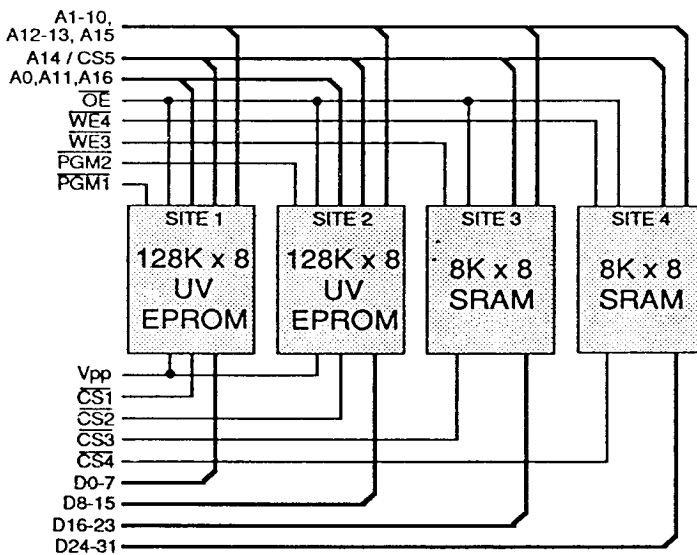 A1-10,
A12-13, A15
A14 / CS5
A0,A11,A16
OE
WE4
WE3
PGM2
PGM1
SITE 1
128K x 8
UV
EPROM
SITE 2
128K x 8
UV
EPROM
SITE 3
8K x 8
SRAM
SITE 4
8K x 8
SRAM
Vpp
CS1
CS2
CS3
CS4
D0-7
D8-15
D16-23
D24-31